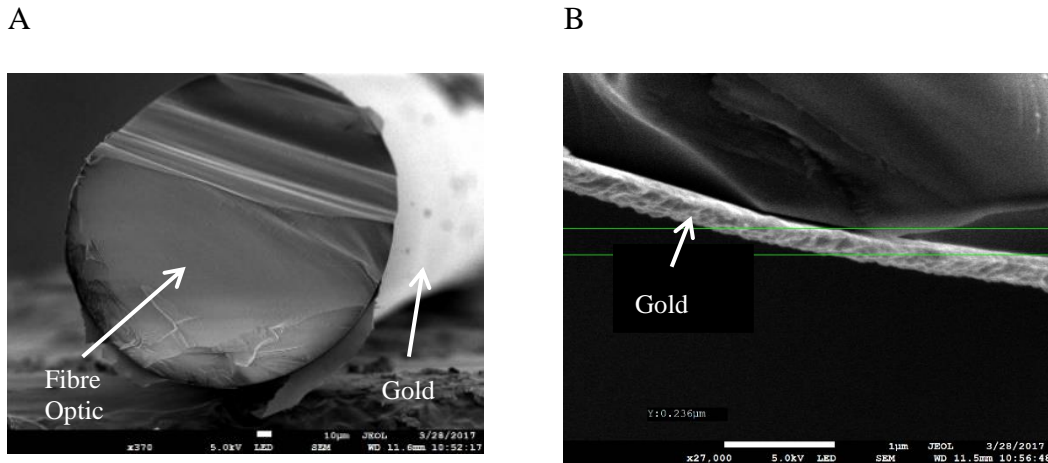 A
B
Fibre
Optic
Gold
x370 5.0kV LED 10µm JEOL 3/28/2017
SEM WD 11.6mm 10:52:17
Gold
Y:0.236µm
1µm JEOL 3/28/2017
x27,000 5.0kV LED SEM WD 11.5mm 10:56:48